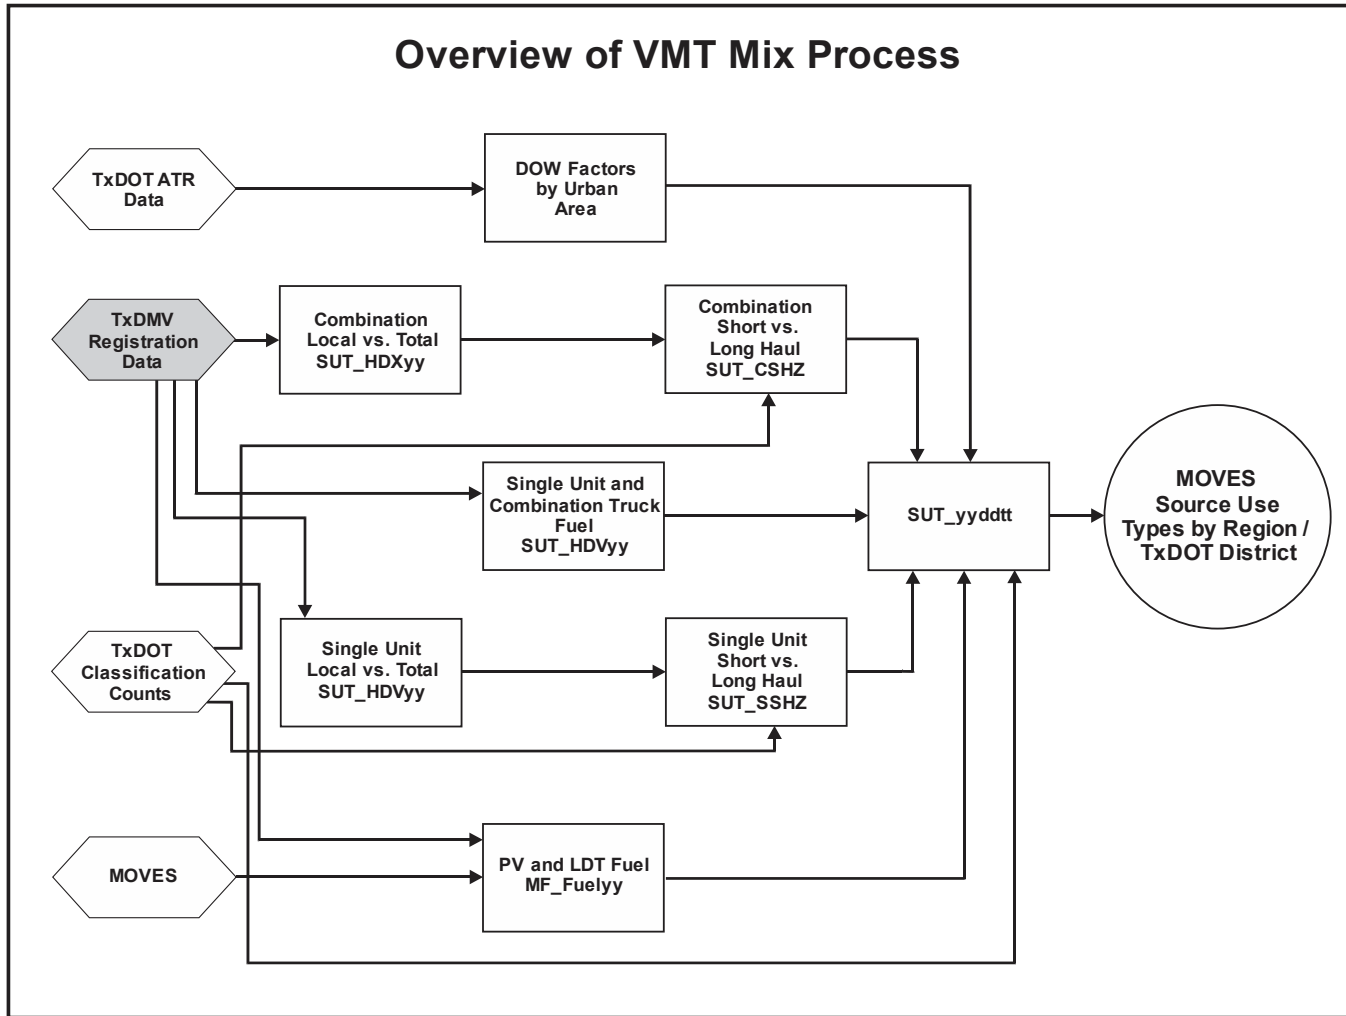 Overview of VMT Mix Process
TxDOT ATR
Data
DOW Factors
by Urban
Area
TxDMV
Registration
Data
Combination
Local vs. Total
SUT_HDXyy
Combination
Short vs.
Long Haul
SUT_CSHZ
Single Unit and
Combination Truck
Fuel
SUT_HDVyy
SUT_yyddtt
MOVES
Source Use
Types by Region /
TxDOT District
TxDOT
Classification
Counts
Single Unit
Local vs. Total
SUT_HDVyy
Single Unit
Short vs.
Long Haul
SUT_SSHZ
MOVES
PV and LDT Fuel
MF_Fuelyy